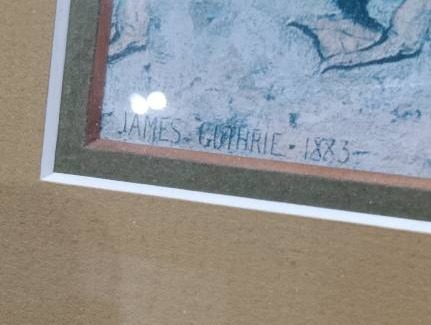 JAMES · GUTHRIE · 1883 –